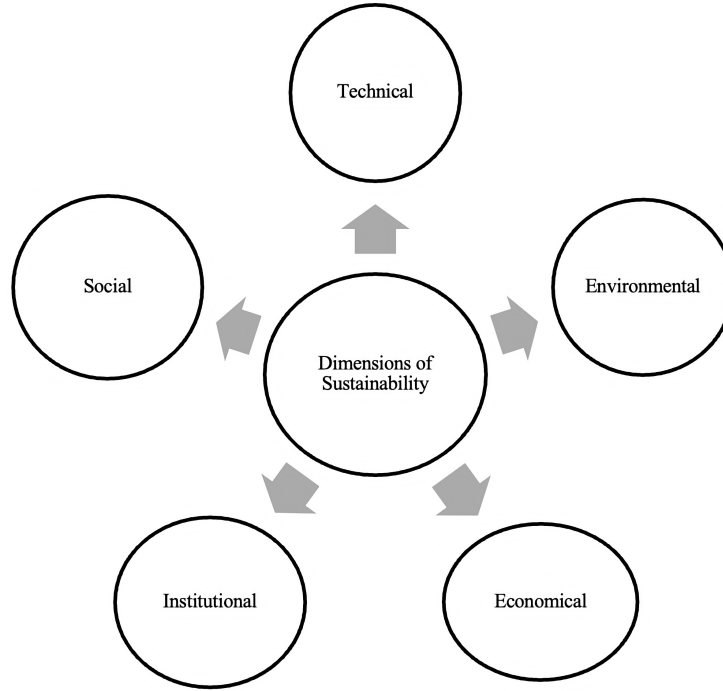 Technical
Social
Environmental
Dimensions of
Sustainability
Institutional
Economical